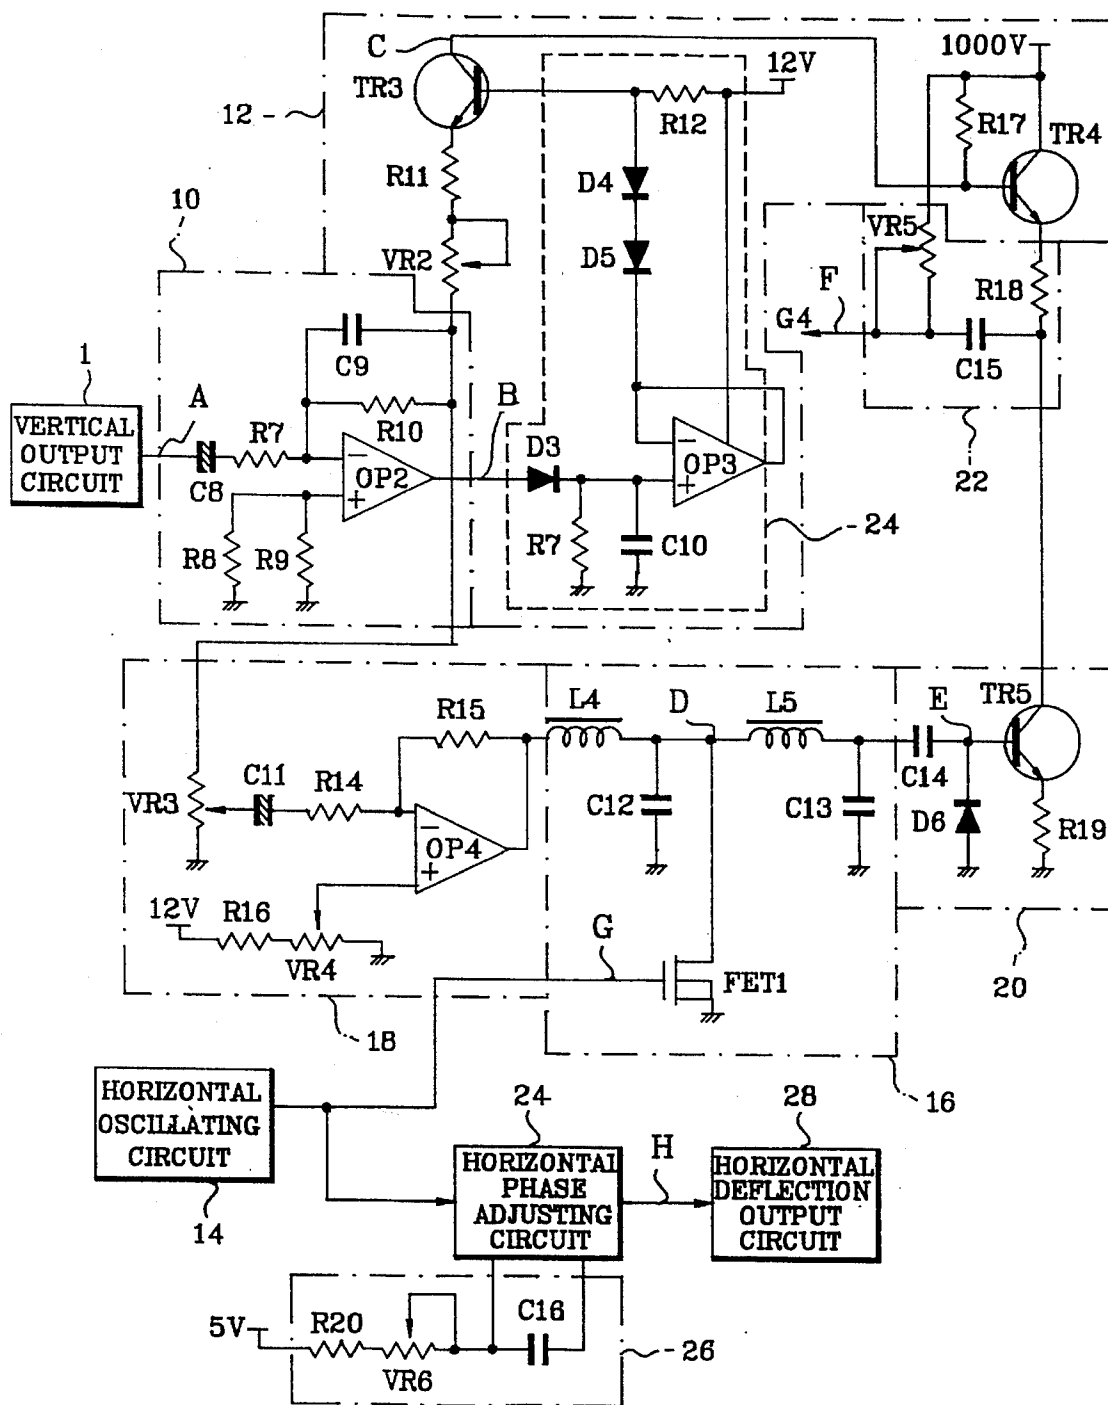 C
1000V
TR3
12V
12
R12
R17
TR4
R11
D4
10
VR2
D5
VR5
F
G4
R18
C9
C15
1
A
VERTICAL
OUTPUT
CIRCUIT
R7
R10
B
D3
OP2
OP3
C8
22
24
R8
R9
R7
C10
L4
D
L5
E
TR5
R15
C11
R14
VR3
C12
C13
C14
D6
R19
OP4
12V
R16
VR4
G
FET1
20
18
16
HORIZONTAL
OSCILLATING
CIRCUIT
14
24
HORIZONTAL
PHASE
ADJUSTING
CIRCUIT
H
28
HORIZONTAL
DEFLECTION
OUTPUT
CIRCUIT
5V
R20
VR6
C16
26